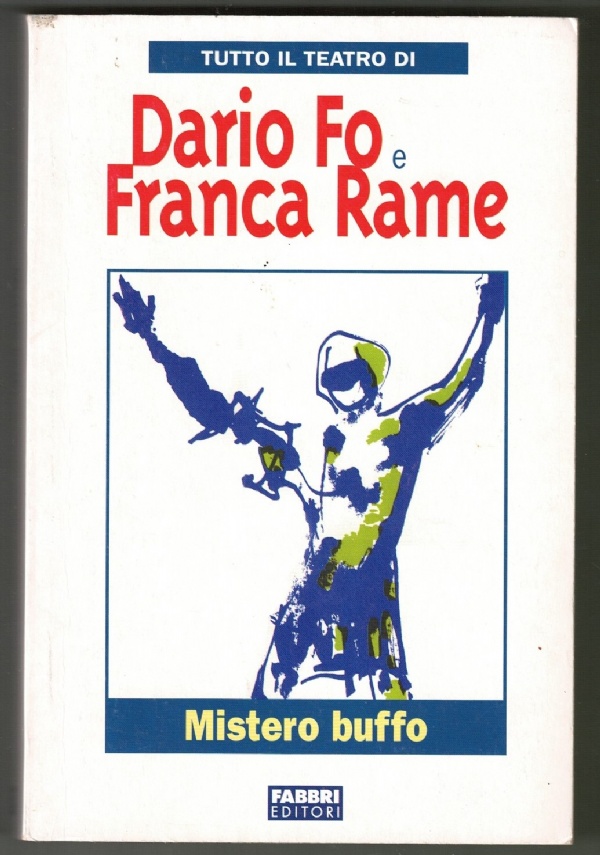 TUTTO IL TEATRO DI
Dario Fo e
Franca Rame
Mistero buffo
FABBRI
EDITORI